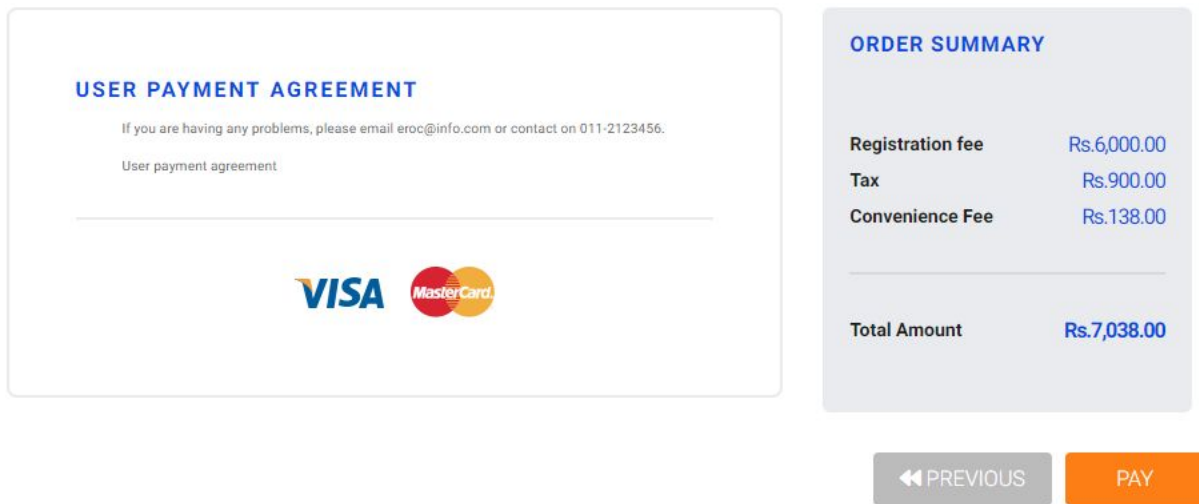 USER PAYMENT AGREEMENT
If you are having any problems, please email eroc@info.com or contact on 011-2123456.
User payment agreement
VISA MasterCard
ORDER SUMMARY
Registration fee Rs.6,000.00
Tax Rs.900.00
Convenience Fee Rs.138.00
Total Amount Rs.7,038.00
PREVIOUS PAY